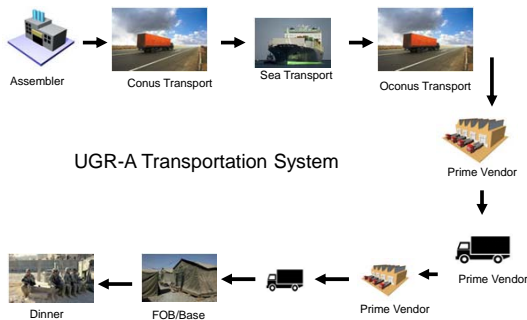 Assembler
Conus Transport
Sea Transport
Oconus Transport
Prime Vendor
UGR-A Transportation System
Prime Vendor
Prime Vendor
FOB/Base
Dinner